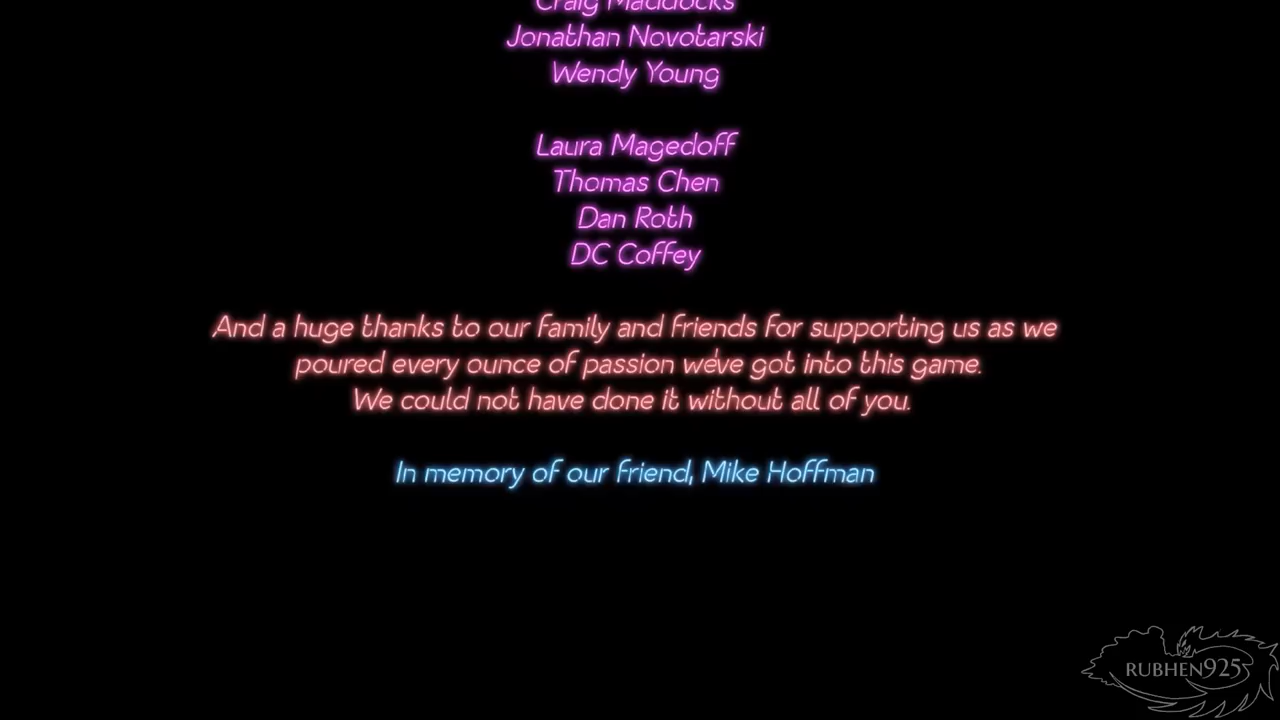 Craig Maddocks
Jonathan Novotarski
Wendy Young
Laura Magedoff
Thomas Chen
Dan Roth
DC Coffey
And a huge thanks to our family and friends for supporting us as we
poured every ounce of passion we've got into this game.
We could not have done it without all of you.
In memory of our friend, Mike Hoffman
RUBHEN925